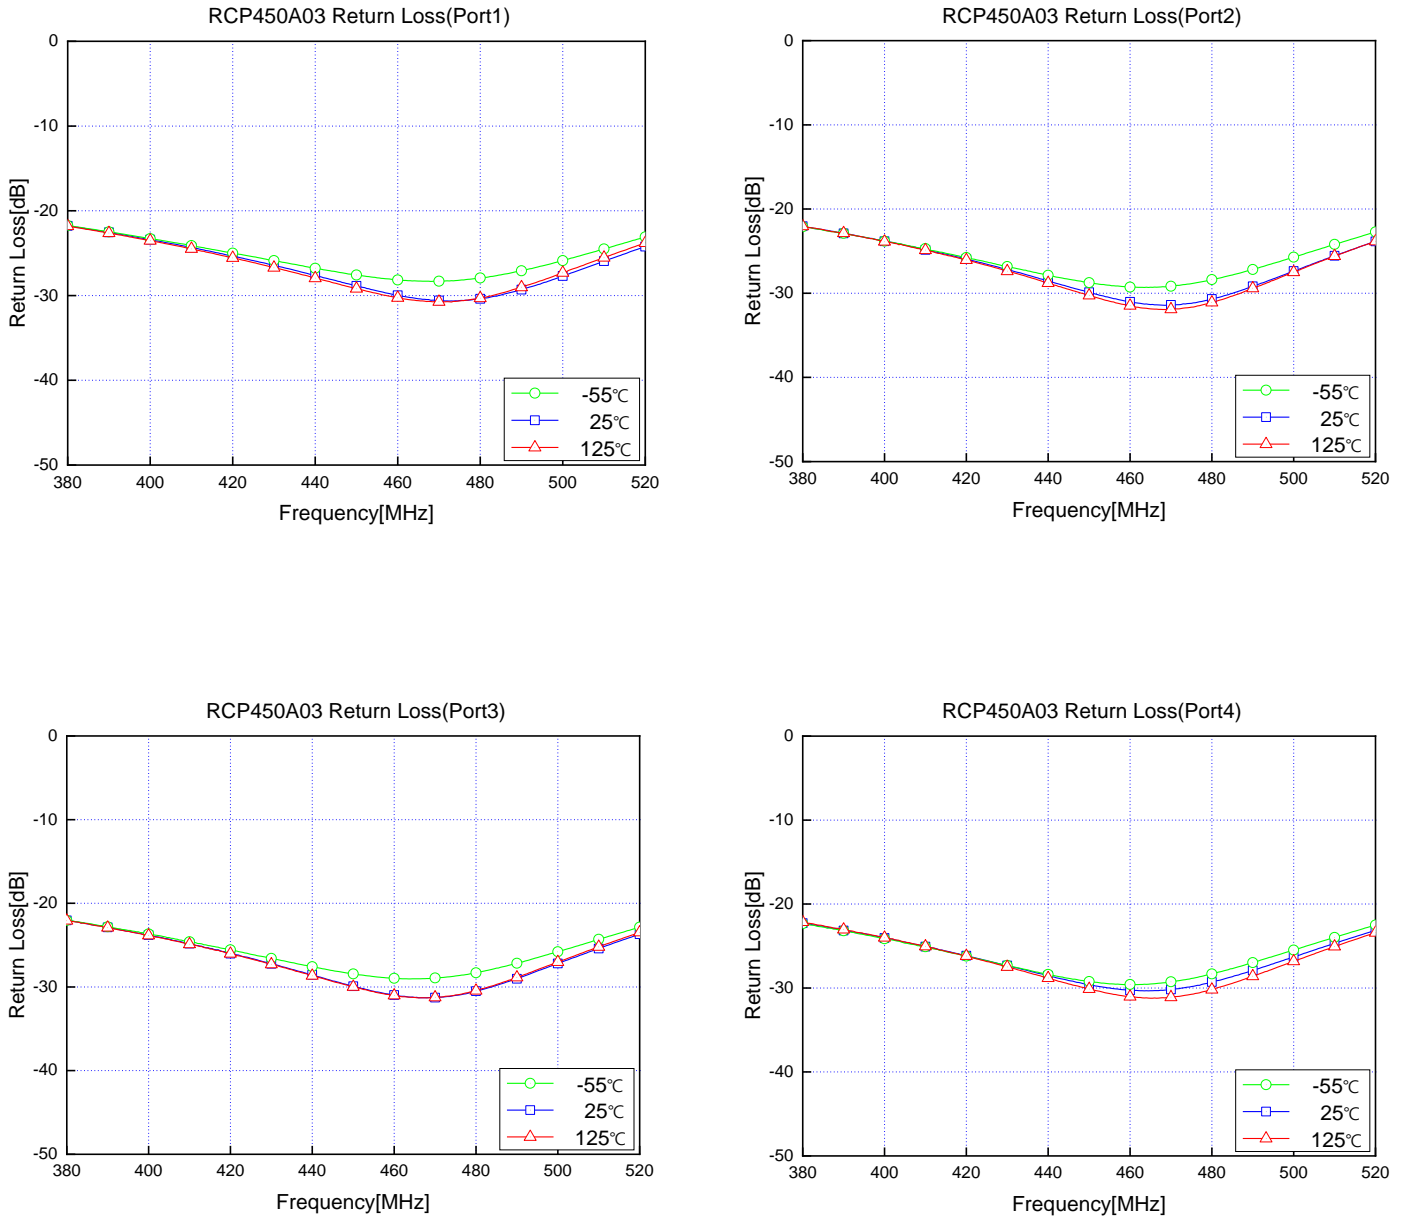 RCP450A03 Return Loss(Port1)
0
-10
-20
-30
-40
-50
380 400 420 440 460 480 500 520
Return Loss[dB]
Frequency[MHz]
-55℃
25℃
125℃
RCP450A03 Return Loss(Port2)
0
-10
-20
-30
-40
-50
380 400 420 440 460 480 500 520
Return Loss[dB]
Frequency[MHz]
-55℃
25℃
125℃
RCP450A03 Return Loss(Port3)
0
-10
-20
-30
-40
-50
380 400 420 440 460 480 500 520
Return Loss[dB]
Frequency[MHz]
-55℃
25℃
125℃
RCP450A03 Return Loss(Port4)
0
-10
-20
-30
-40
-50
380 400 420 440 460 480 500 520
Return Loss[dB]
Frequency[MHz]
-55℃
25℃
125℃